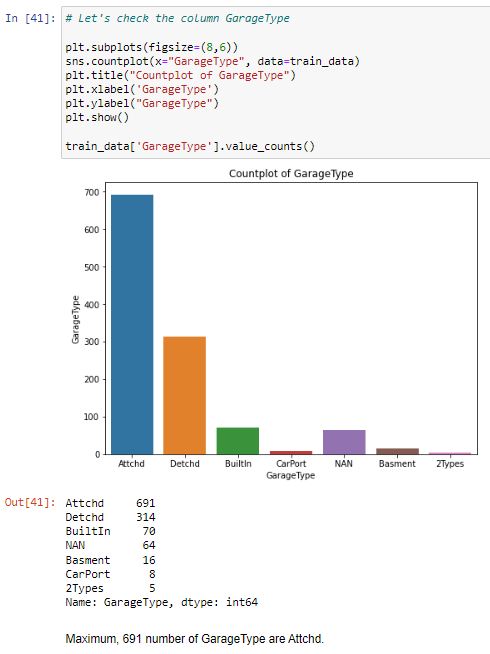 In [41]: # Let's check the column GarageType
plt.subplots(figsize=(8,6))
sns.countplot(x="GarageType", data=train_data)
plt.title("Countplot of GarageType")
plt.xlabel('GarageType')
plt.ylabel("GarageType")
plt.show()
train_data['GarageType'].value_counts()
Countplot of GarageType
700
600
500
400
300
200
100
0
GarageType
Attchd Detchd BuiltIn CarPort NAN Basment 2Types
GarageType
Out[41]: Attchd 691
Detchd 314
BuiltIn 70
NAN 64
Basment 16
CarPort 8
2Types 5
Name: GarageType, dtype: int64
Maximum, 691 number of GarageType are Attchd.